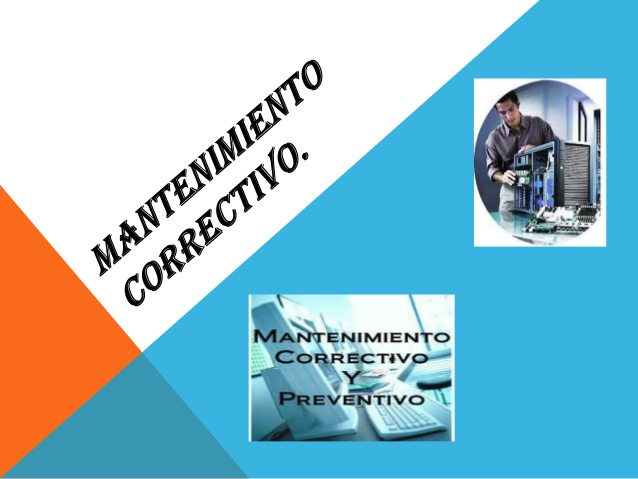 MANTENIMIENTO
CORRECTIVO.
MANTENIMIENTO
CORRECTIVO
Y
PREVENTIVO